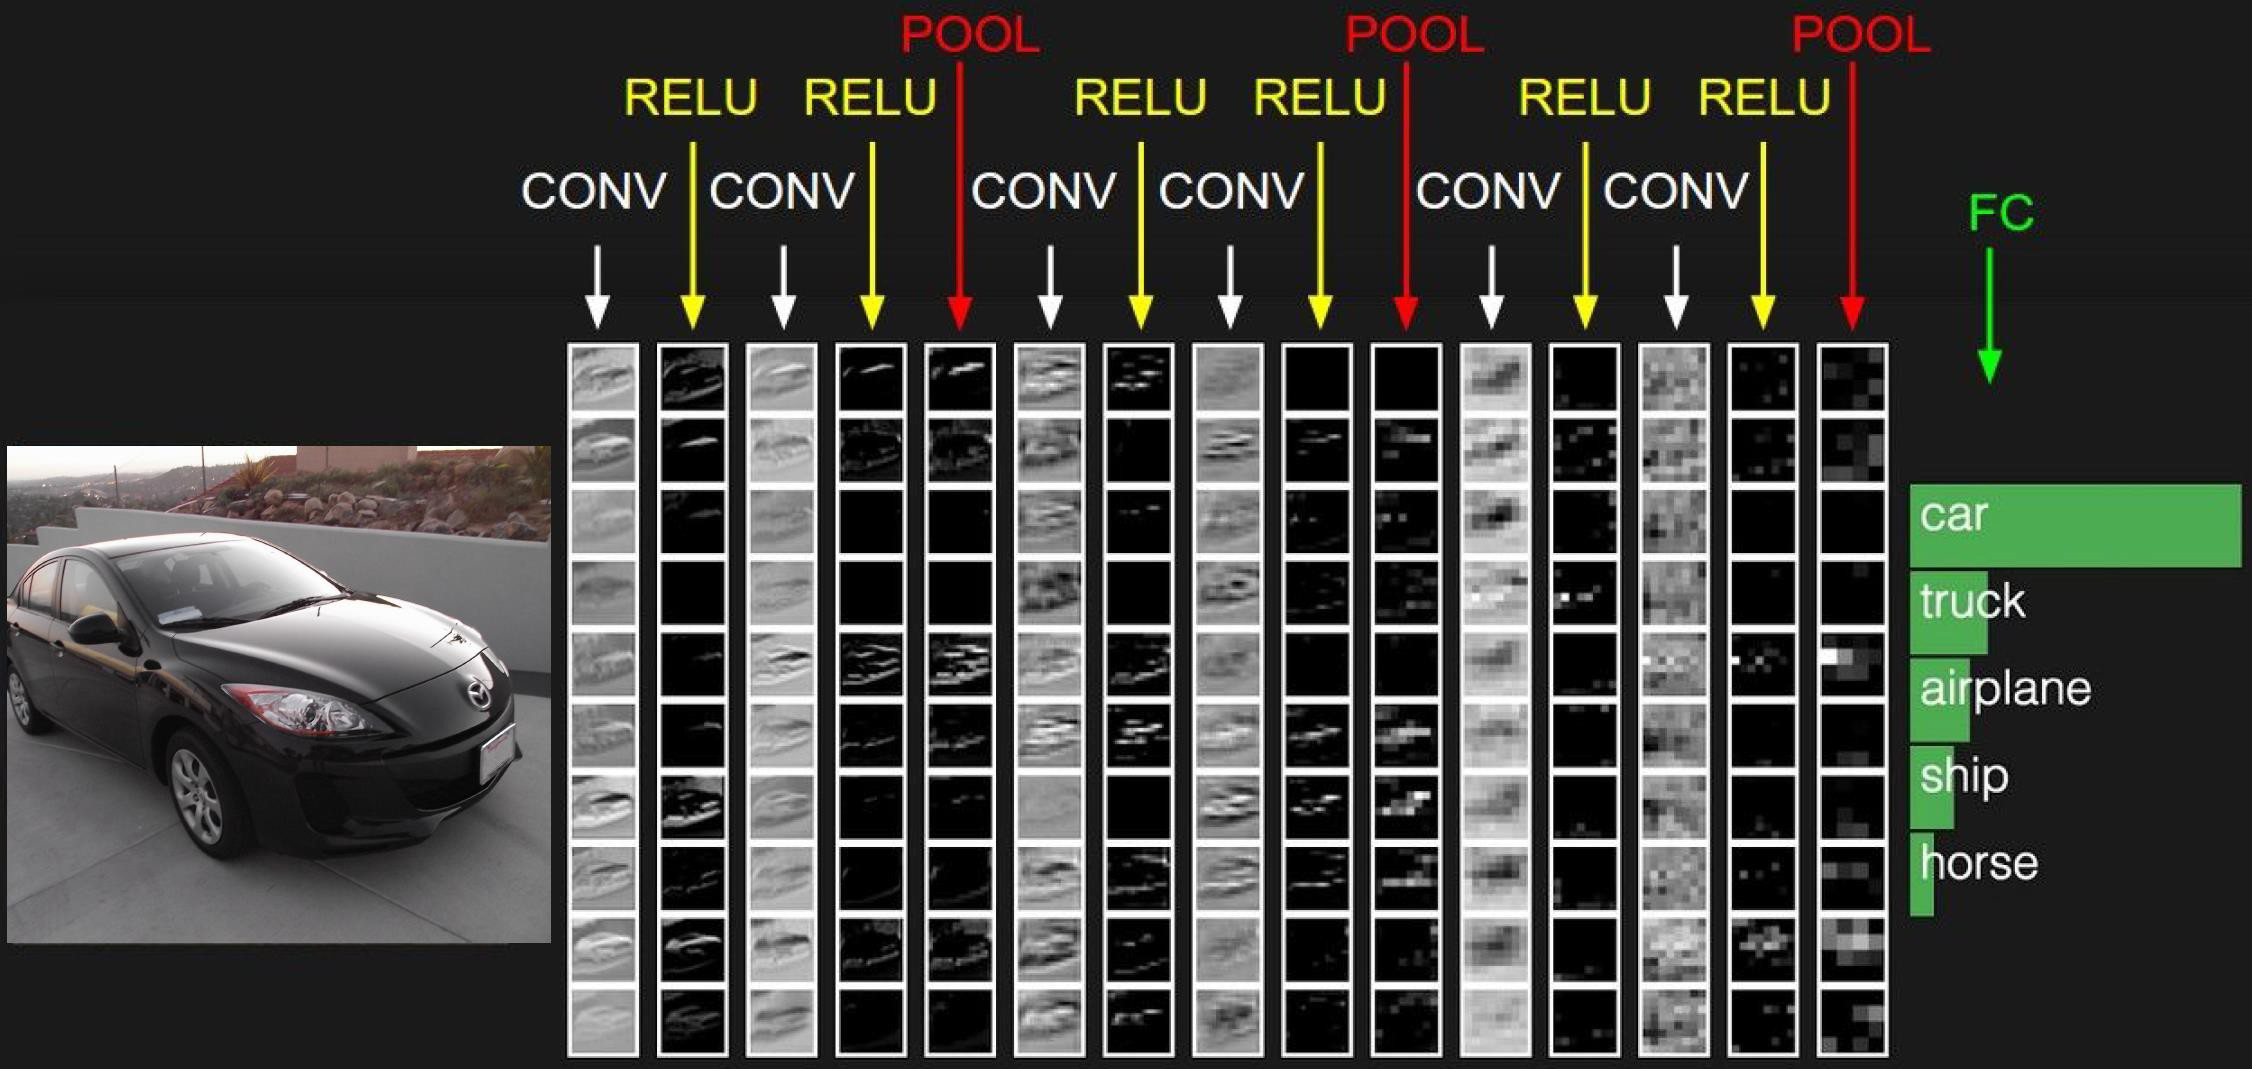 POOL POOL POOL
RELU RELU RELU RELU RELU RELU
CONV CONV CONV CONV CONV CONV
FC
car
truck
airplane
ship
horse